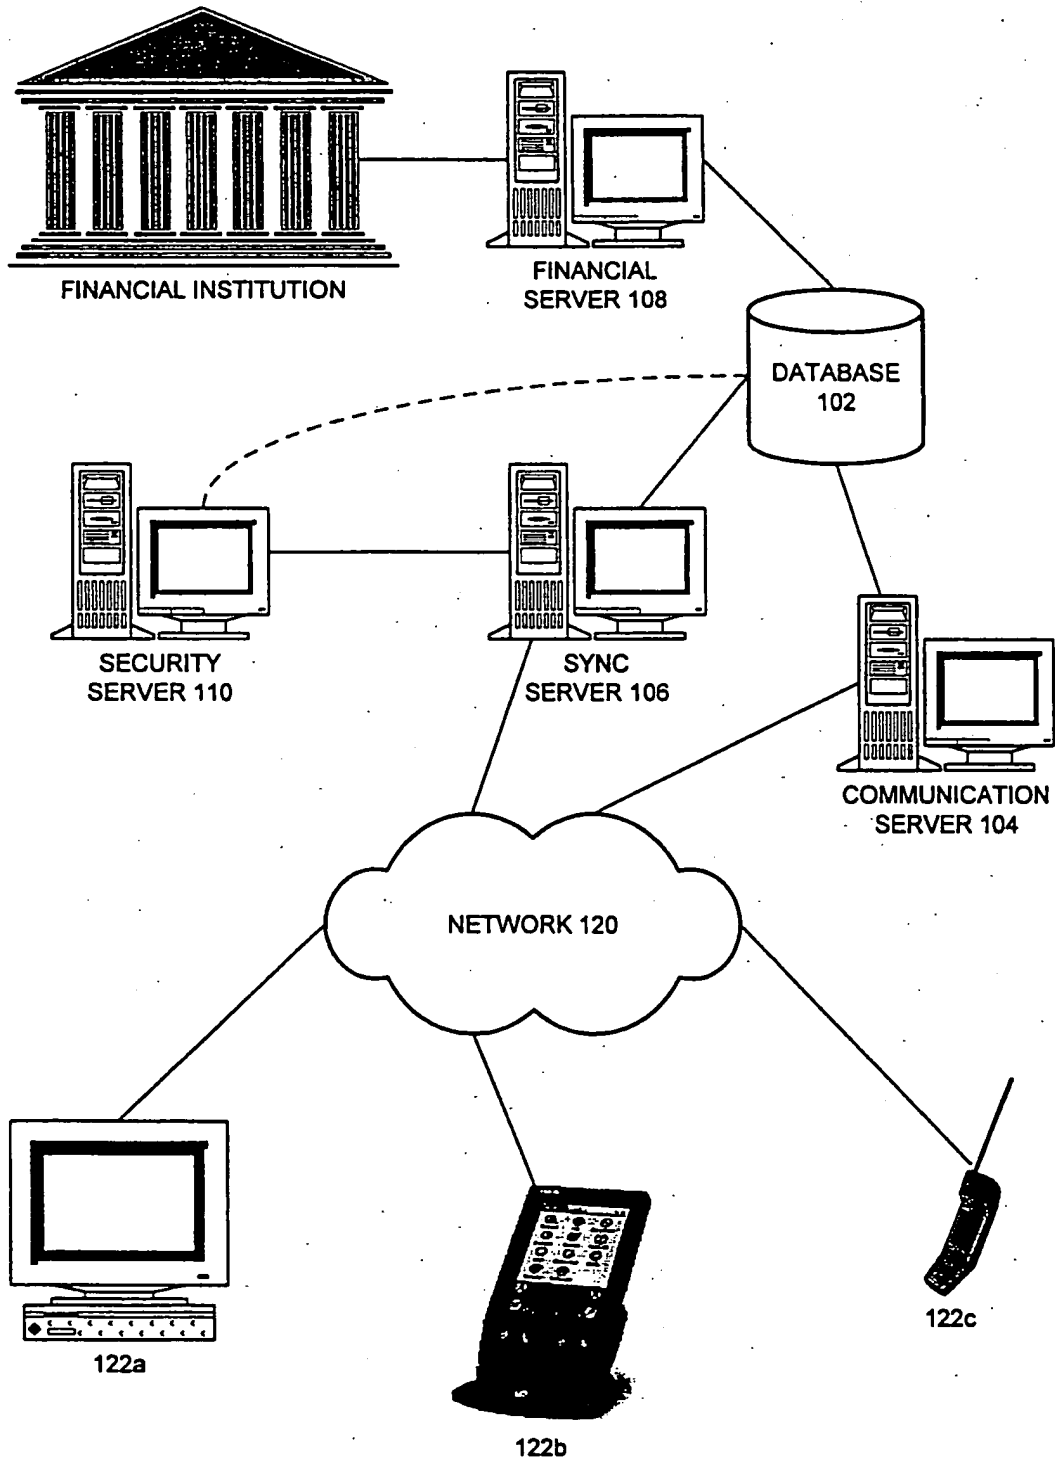 FINANCIAL INSTITUTION
FINANCIAL
SERVER 108
DATABASE
102
SECURITY
SERVER 110
SYNC
SERVER 106
COMMUNICATION
SERVER 104
NETWORK 120
122a
122b
122c